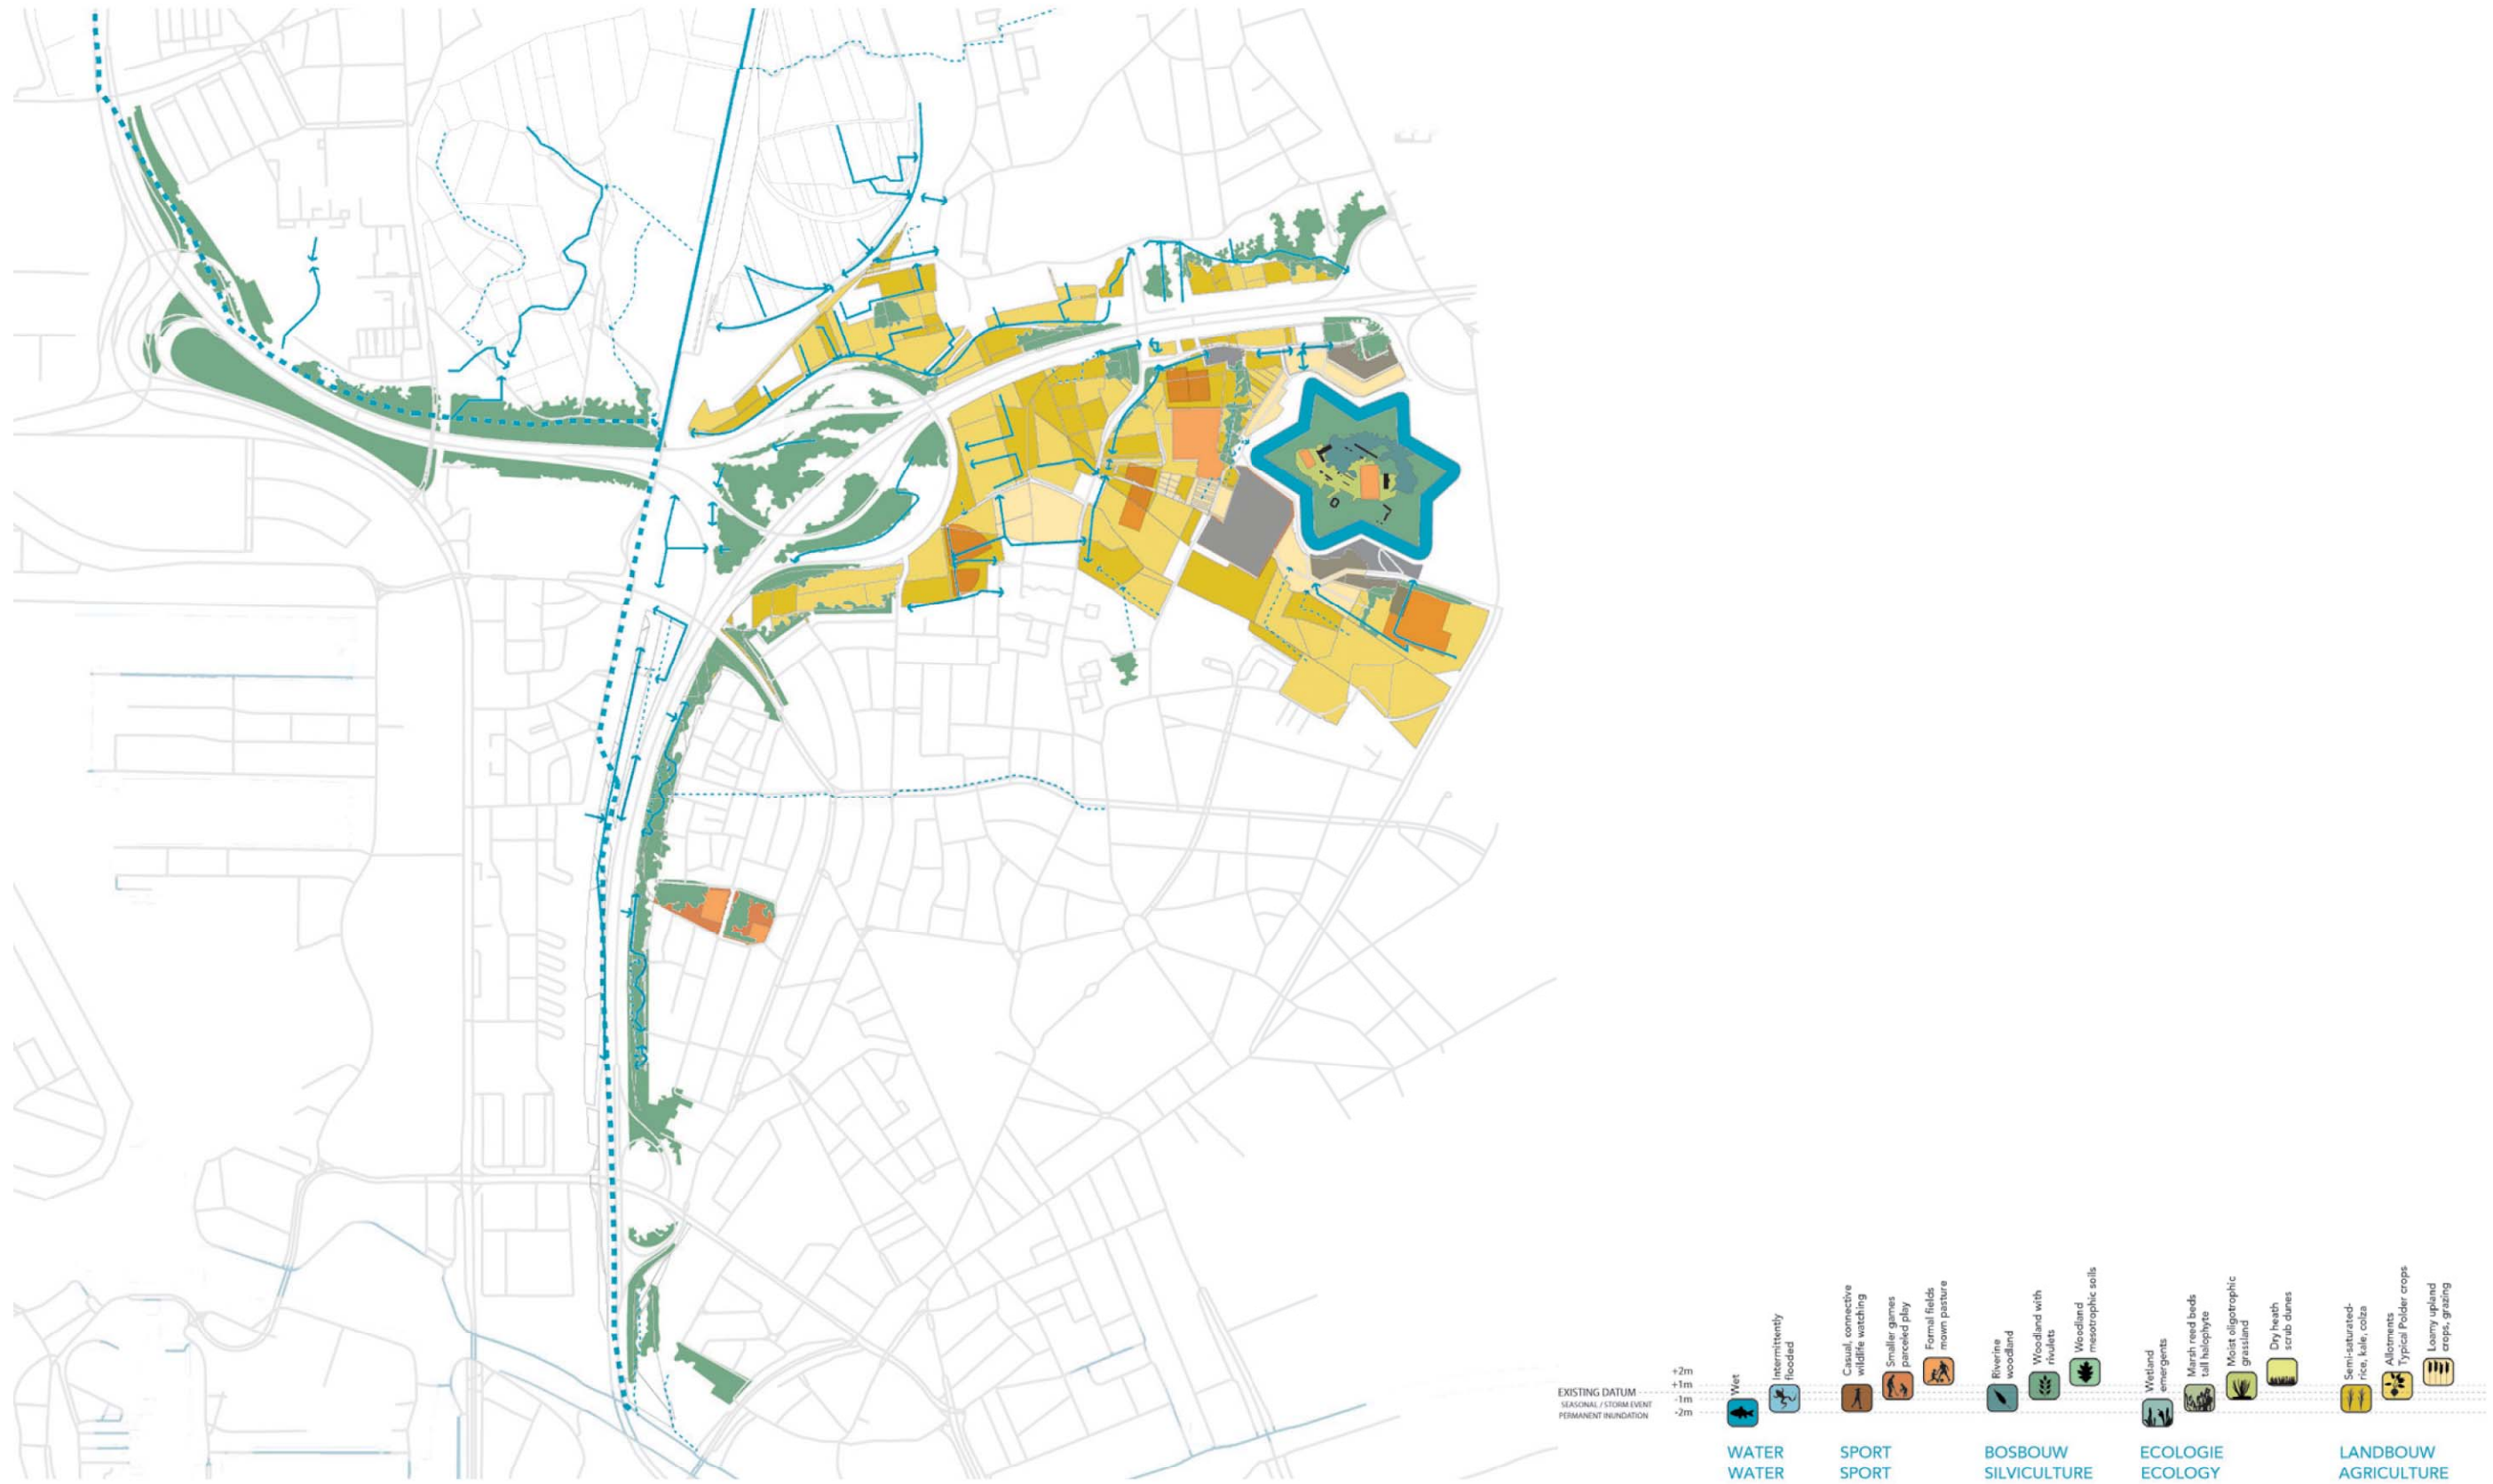 Wet
Intermittently
flooded
Casual, connective
wildlife watching
Smaller games
parceled play
Formal fields
mown pasture
Riverine
woodland
Woodland with
rivulets
Woodland
mesotrophic soils
Wetland
emergents
Marsh reed beds
tall halophyte
Moist oligotrophic
grassland
Dry heath
scrub dunes
Semi-saturated-
rice, kale, colza
Allotments
Typical Polder crops
Loamy upland
crops, grazing
+2m
+1m
EXISTING DATUM
-1m
SEASONAL / STORM EVENT
-2m
PERMANENT INUNDATION
WATER
WATER
SPORT
SPORT
BOSBOUW
SILVICULTURE
ECOLOGIE
ECOLOGY
LANDBOUW
AGRICULTURE